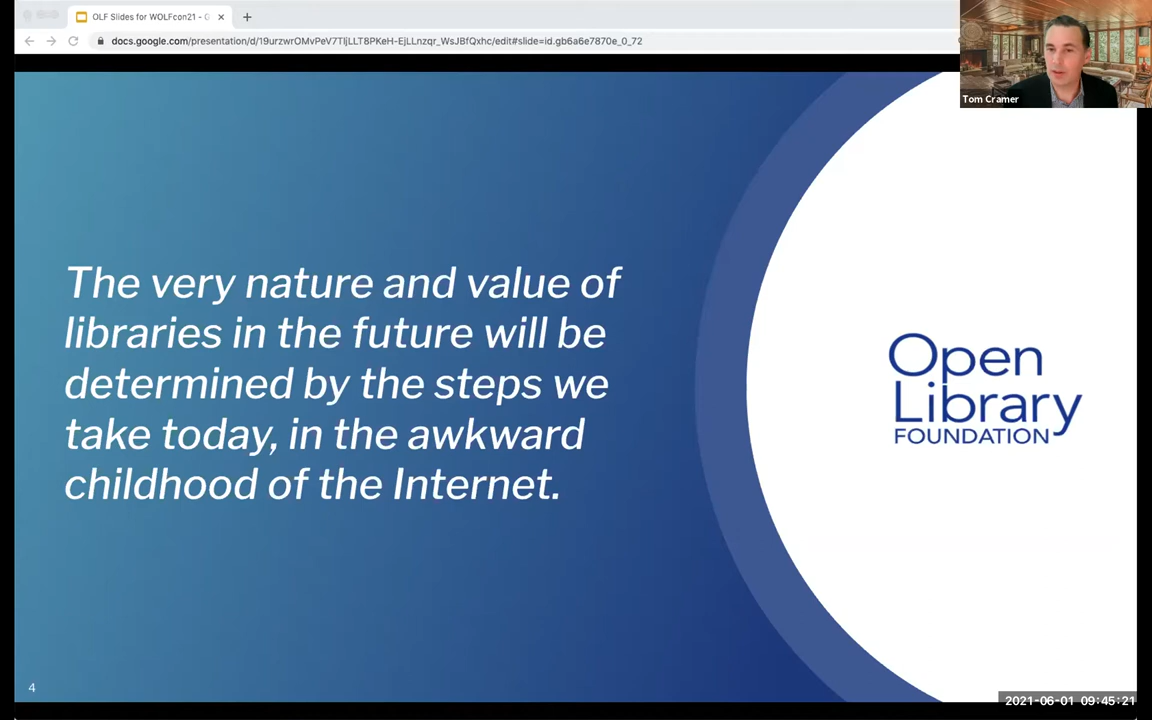 OLF Slides for WOLFcon21 - G
docs.google.com/presentation/d/19urzwrOMvPeV7TljLLT8PKeH-EjLLnzqr_WsJBfQxhc/edit#slide=id.gb6a6e7870e_0_72
Tom Cramer
The very nature and value of
libraries in the future will be
determined by the steps we
take today, in the awkward
childhood of the Internet.
Open
Library
FOUNDATION
4
2021-06-01 09:45:21